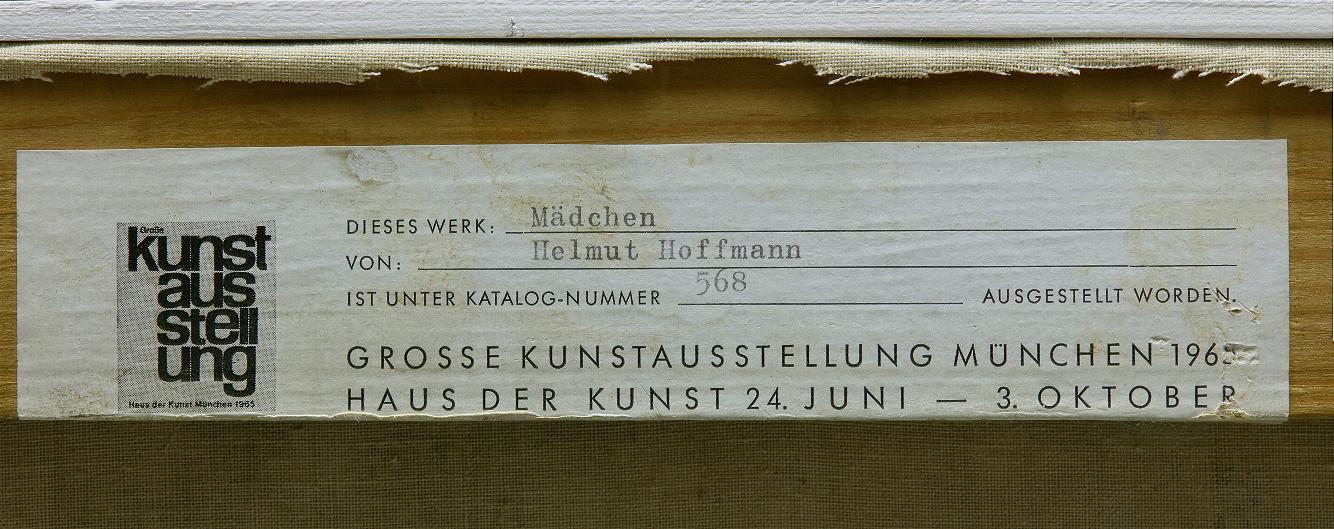 Große
kunst
aus
stell
ung
Haus der Kunst München 1965
DIESES WERK: Mädchen
VON: Helmut Hoffmann
IST UNTER KATALOG-NUMMER 568 AUSGESTELLT WORDEN.
GROSSE KUNSTAUSSTELLUNG MÜNCHEN 1965
HAUS DER KUNST 24. JUNI — 3. OKTOBER